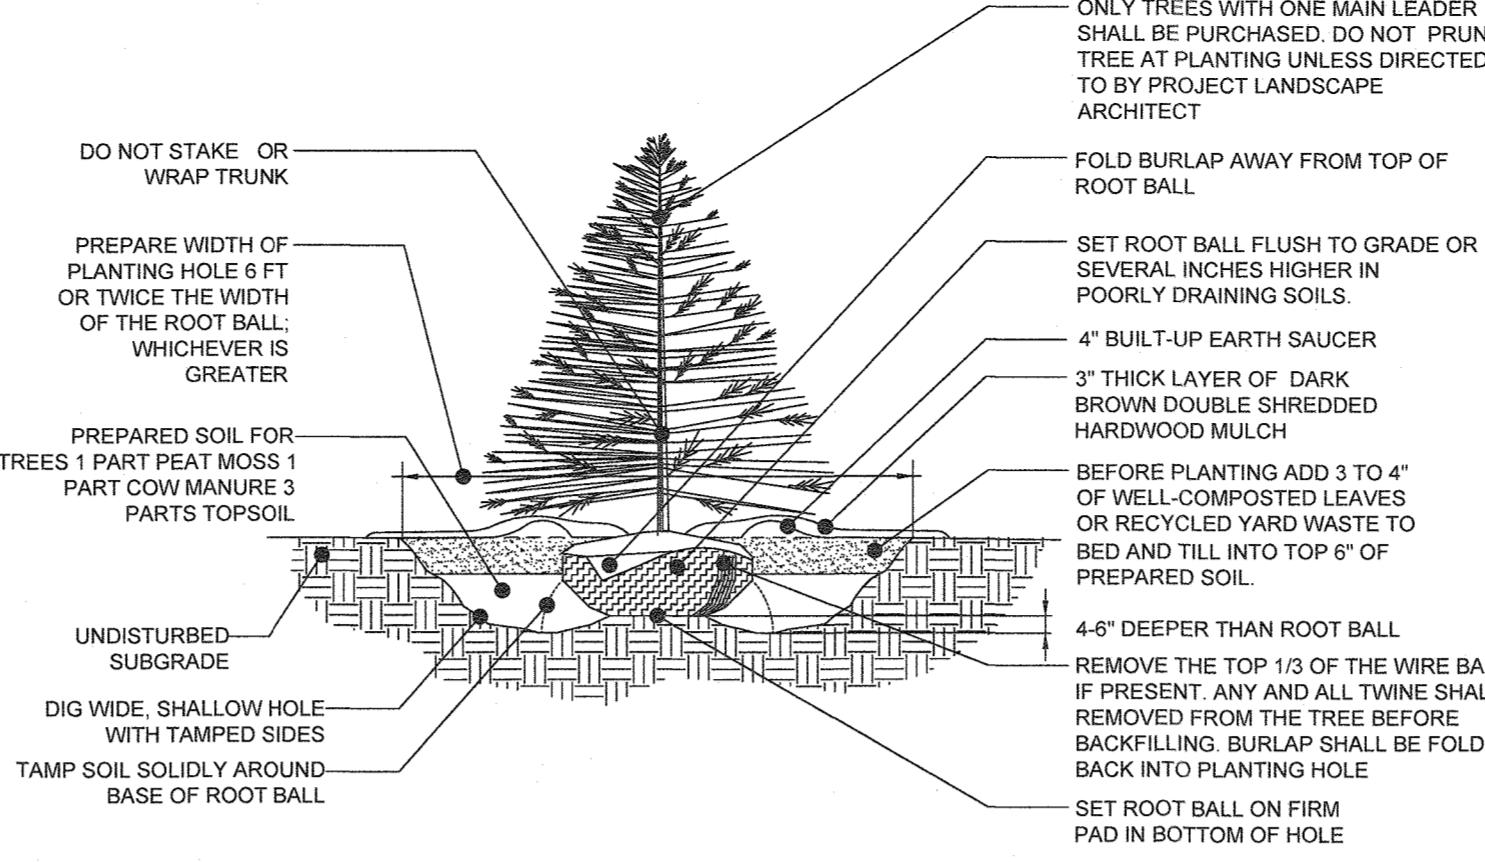 DO NOT STAKE OR
WRAP TRUNK
PREPARE WIDTH OF
PLANTING HOLE 6 FT
OR TWICE THE WIDTH
OF THE ROOT BALL;
WHICHEVER IS
GREATER
PREPARED SOIL FOR
TREES 1 PART PEAT MOSS 1
PART COW MANURE 3
PARTS TOPSOIL
UNDISTURBED
SUBGRADE
DIG WIDE, SHALLOW HOLE
WITH TAMPED SIDES
TAMP SOIL SOLIDLY AROUND
BASE OF ROOT BALL
ONLY TREES WITH ONE MAIN LEADER
SHALL BE PURCHASED. DO NOT PRUN
TREE AT PLANTING UNLESS DIRECTED
TO BY PROJECT LANDSCAPE
ARCHITECT
FOLD BURLAP AWAY FROM TOP OF
ROOT BALL
SET ROOT BALL FLUSH TO GRADE OR
SEVERAL INCHES HIGHER IN
POORLY DRAINING SOILS.
4" BUILT-UP EARTH SAUCER
3" THICK LAYER OF DARK
BROWN DOUBLE SHREDDED
HARDWOOD MULCH
BEFORE PLANTING ADD 3 TO 4"
OF WELL-COMPOSTED LEAVES
OR RECYCLED YARD WASTE TO
BED AND TILL INTO TOP 6" OF
PREPARED SOIL.
4-6" DEEPER THAN ROOT BALL
REMOVE THE TOP 1/3 OF THE WIRE BA
IF PRESENT. ANY AND ALL TWINE SHAL
REMOVED FROM THE TREE BEFORE
BACKFILLING. BURLAP SHALL BE FOLD
BACK INTO PLANTING HOLE
SET ROOT BALL ON FIRM
PAD IN BOTTOM OF HOLE